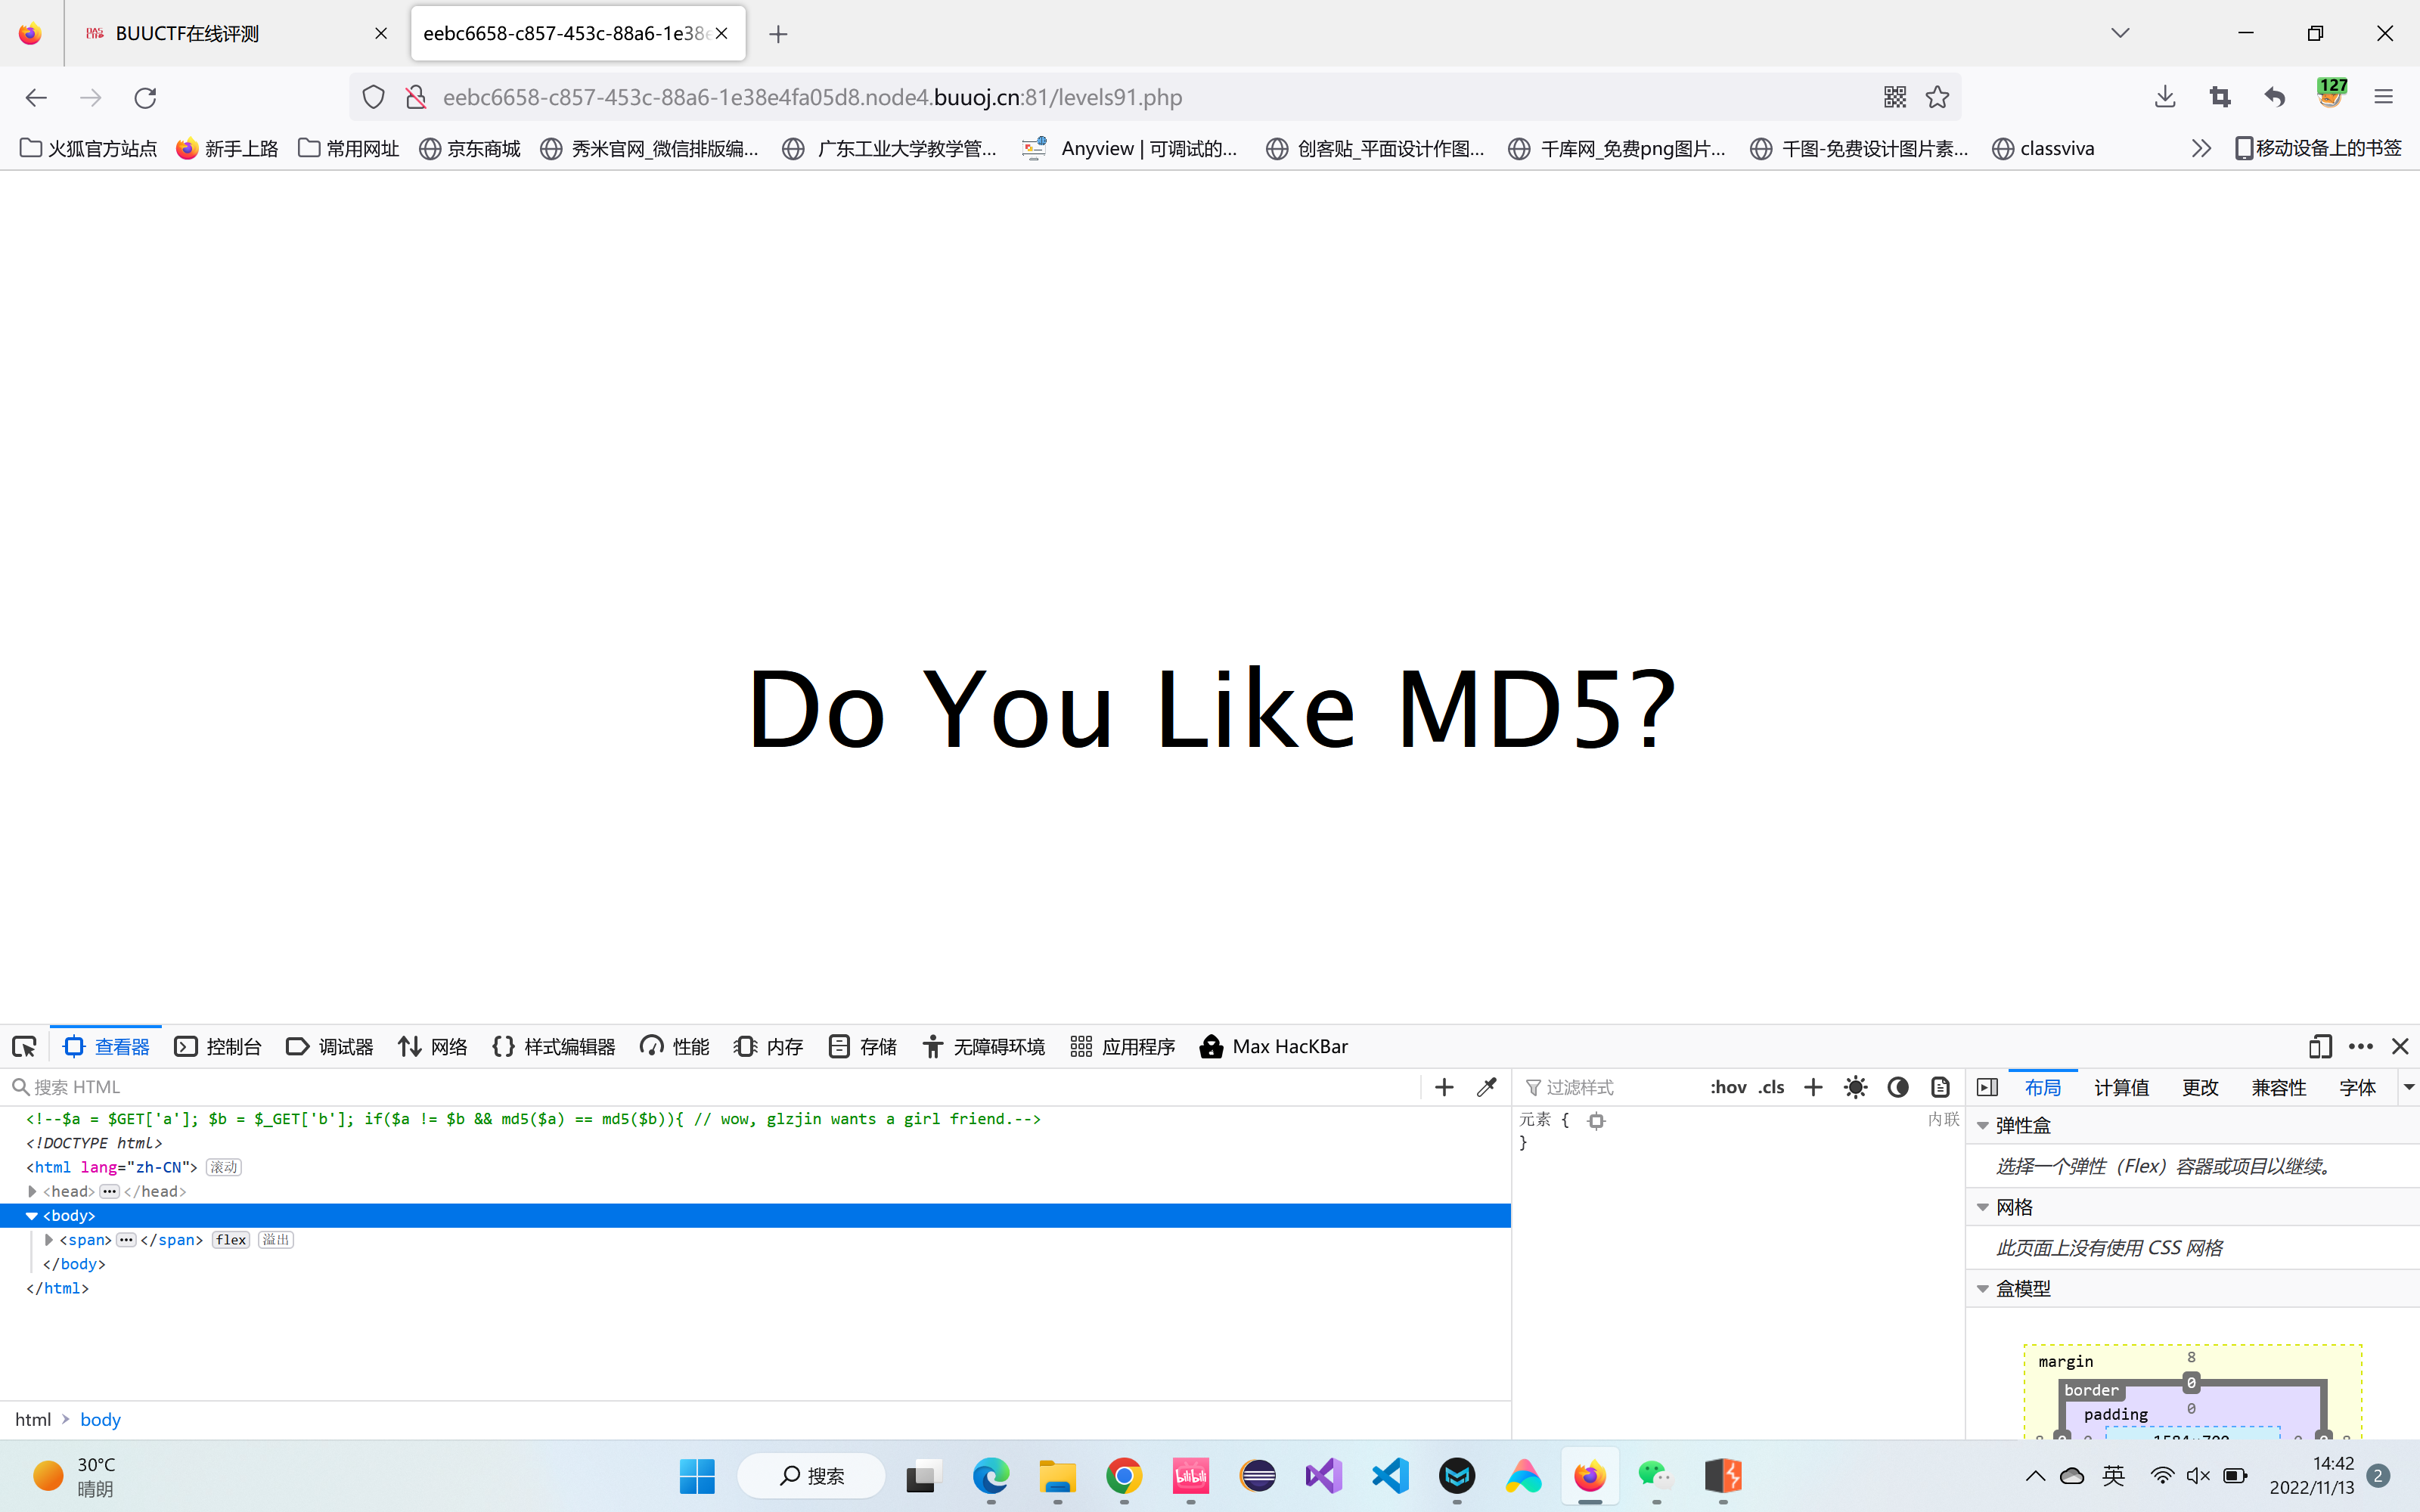 BUUCTF在线评测
eebc6658-c857-453c-88a6-1e38e
eebc6658-c857-453c-88a6-1e38e4fa05d8.node4.buuoj.cn:81/levels91.php
127
火狐官方站点 新手上路 常用网址 京东商城 秀米官网_微信排版编... 广东工业大学教学管... Anyview | 可调试的... 创客贴_平面设计作图... 千库网_免费png图片... 千图-免费设计图片素... classviva 移动设备上的书签
Do You Like MD5?
查看器 控制台 调试器 网络 样式编辑器 性能 内存 存储 无障碍环境 应用程序 Max HacKBar
搜索 HTML
过滤样式 :hov .cls
布局 计算值 更改 兼容性 字体
<!--$a = $GET['a']; $b = $_GET['b']; if($a != $b && md5($a) == md5($b)){ // wow, glzjin wants a girl friend.-->
<!DOCTYPE html>
<html lang="zh-CN"> 滚动
<head> ••• </head>
<body>
<span> ••• </span> flex 溢出
</body>
</html>
元素 { 内联
}
弹性盒
选择一个弹性（Flex）容器或项目以继续。
网格
此页面上没有使用 CSS 网格
盒模型
margin 8
border 0
padding 0
html > body
30°C
晴朗
搜索
bilibili
英
14:42
2022/11/13
2